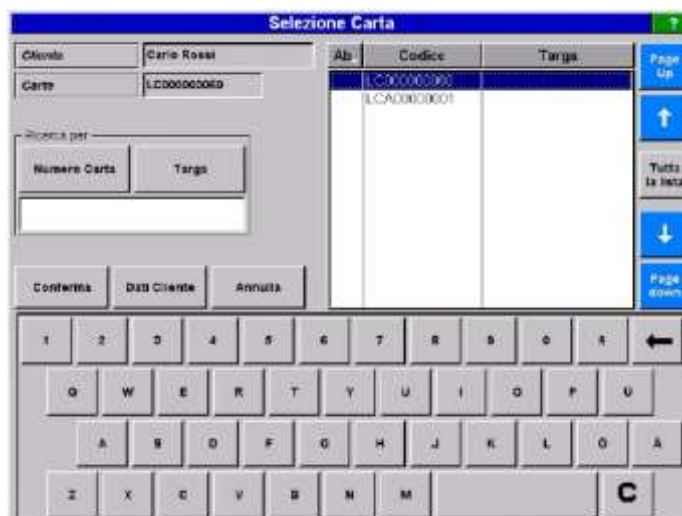 Selezione Carta
?
Cliente
Carlo Rossi
Carte
LC000000060
Ricerca per
Numero Carta
Targa
Conferma
Dati Cliente
Annulla
Ab
Codice
Targa
LC000000060
LCA00000001
Page Up
Tutta la lista
Page down
1 2 3 4 5 6 7 8 9 0
Q W E R T Y U I O P
A S D F G H J K L
Z X C V B N M
C